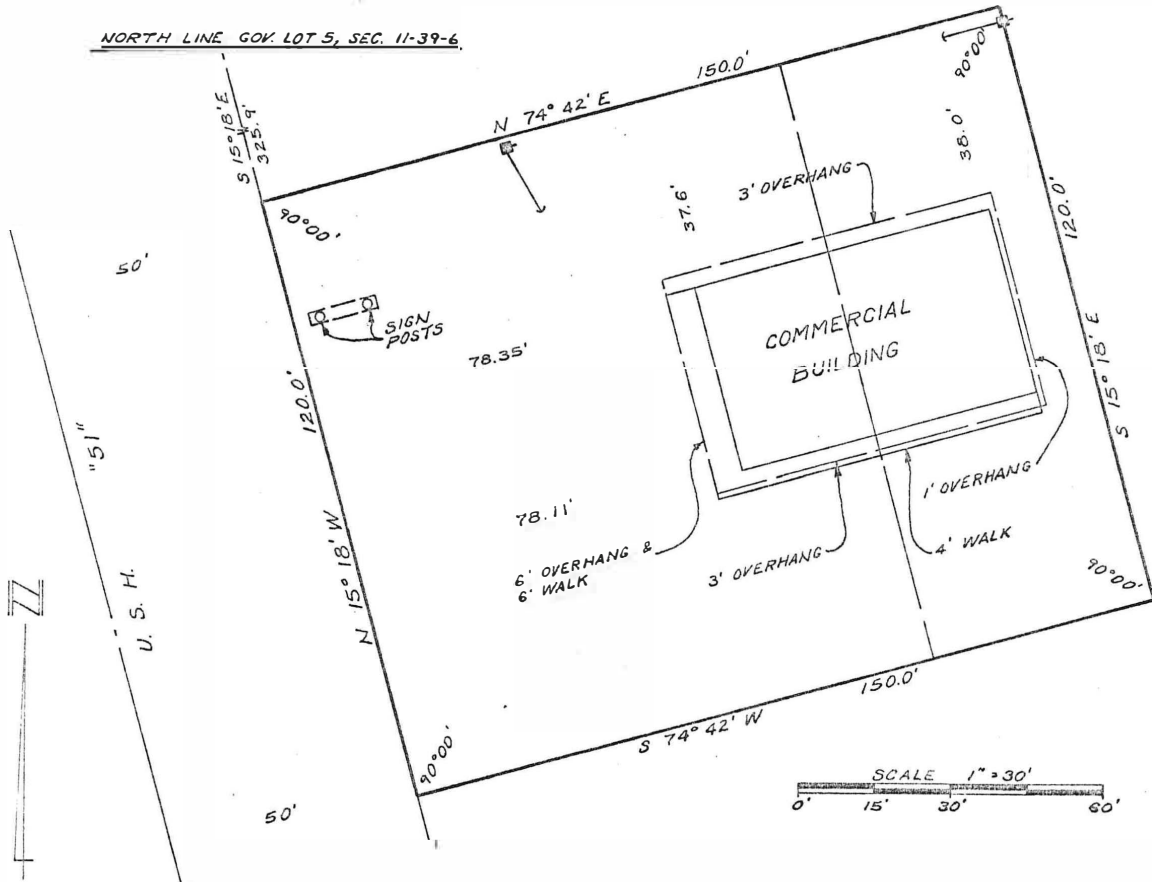 NORTH LINE GOV. LOT 5, SEC. 11-39-6
S 15° 18' E
325.9'
N 74° 42' E
150.0'
90°00'
90°00'
38.0'
37.6'
3' OVERHANG
120.0'
50'
SIGN
POSTS
78.35'
COMMERCIAL
BUILDING
S 15° 18' E
120.0'
"51"
U. S. H.
N 15° 18' W
78.11'
6' OVERHANG &
6' WALK
3' OVERHANG
4' WALK
1' OVERHANG
90°00'
90°00'
150.0'
S 74° 42' W
50'
SCALE 1" = 30'
0' 15' 30' 60'